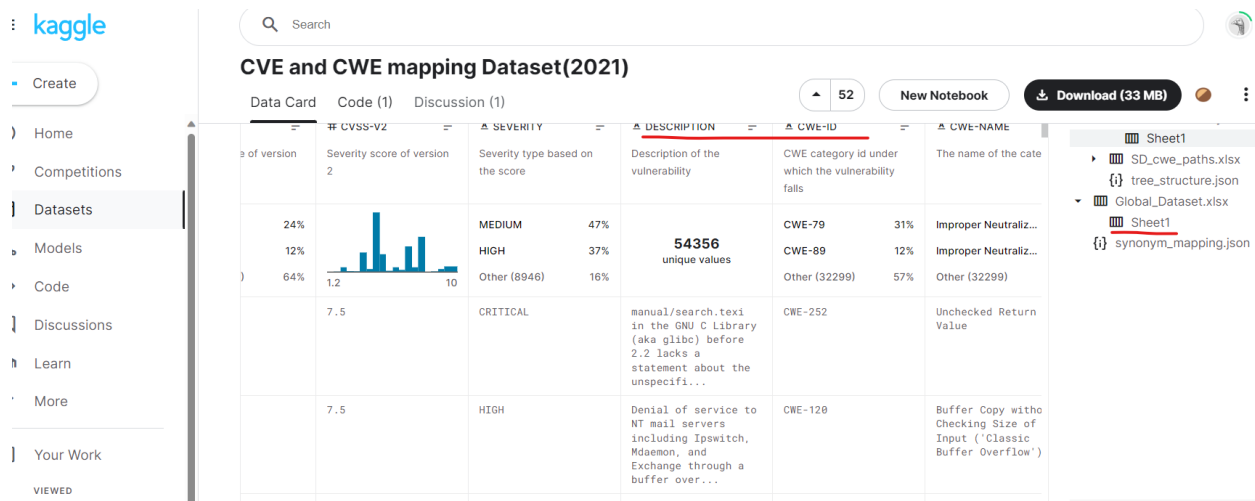 kaggle
Search
Create
Home
Competitions
Datasets
Models
Code
Discussions
Learn
More
Your Work
VIEWED
CVE and CWE mapping Dataset(2021)
Data Card Code (1) Discussion (1)
52
New Notebook
Download (33 MB)
# CVSS-V2 SEVERITY DESCRIPTION CWE-ID CWE-NAME
e of version
Severity score of version
2
Severity type based on
the score
Description of the
vulnerability
CWE category id under
which the vulnerability
falls
The name of the cate
24%
12%
) 64%
1.2 10
MEDIUM 47%
HIGH 37%
Other (8946) 16%
54356
unique values
CWE-79 31%
CWE-89 12%
Other (32299) 57%
Improper Neutraliz...
Improper Neutraliz...
Other (32299)
7.5
CRITICAL
manual/search.texi
in the GNU C Library
(aka glibc) before
2.2 lacks a
statement about the
unspecifi...
CWE-252
Unchecked Return
Value
7.5
HIGH
Denial of service to
NT mail servers
including Ipswitch,
Mdaemon, and
Exchange through a
buffer over...
CWE-120
Buffer Copy witho
Checking Size of
Input ('Classic
Buffer Overflow')
Sheet1
SD_cwe_paths.xlsx
{i} tree_structure.json
Global_Dataset.xlsx
Sheet1
{i} synonym_mapping.json